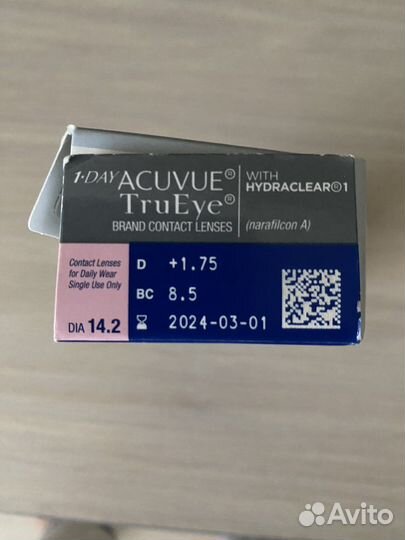 1·DAY ACUVUE® WITH
TruEye® HYDRACLEAR®1
BRAND CONTACT LENSES (narafilcon A)
Contact Lenses
for Daily Wear
Single Use Only
DIA 14.2
D +1.75
BC 8.5
2024-03-01
Avito